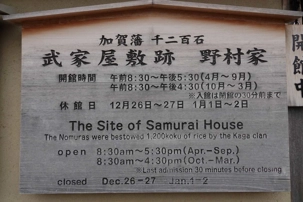 加賀藩 千二百石
武家屋敷跡 野村家
開館時間 午前8:30～午後5:30(4月～9月)
午前8:30～午後4:30(10月～3月)
※入館は閉館の30分前まで
休館日 12月26日～27日 1月1日～2日
The Site of Samurai House
The Nomuras were bestowed 1,200koku of rice by the Kaga clan
open 8:30am～5:30pm(Apr.-Sep.)
8:30am～4:30pm(Oct.-Mar.)
※Last admission 30 minutes before closing
closed Dec.26-27 Jan.1-2
開館中